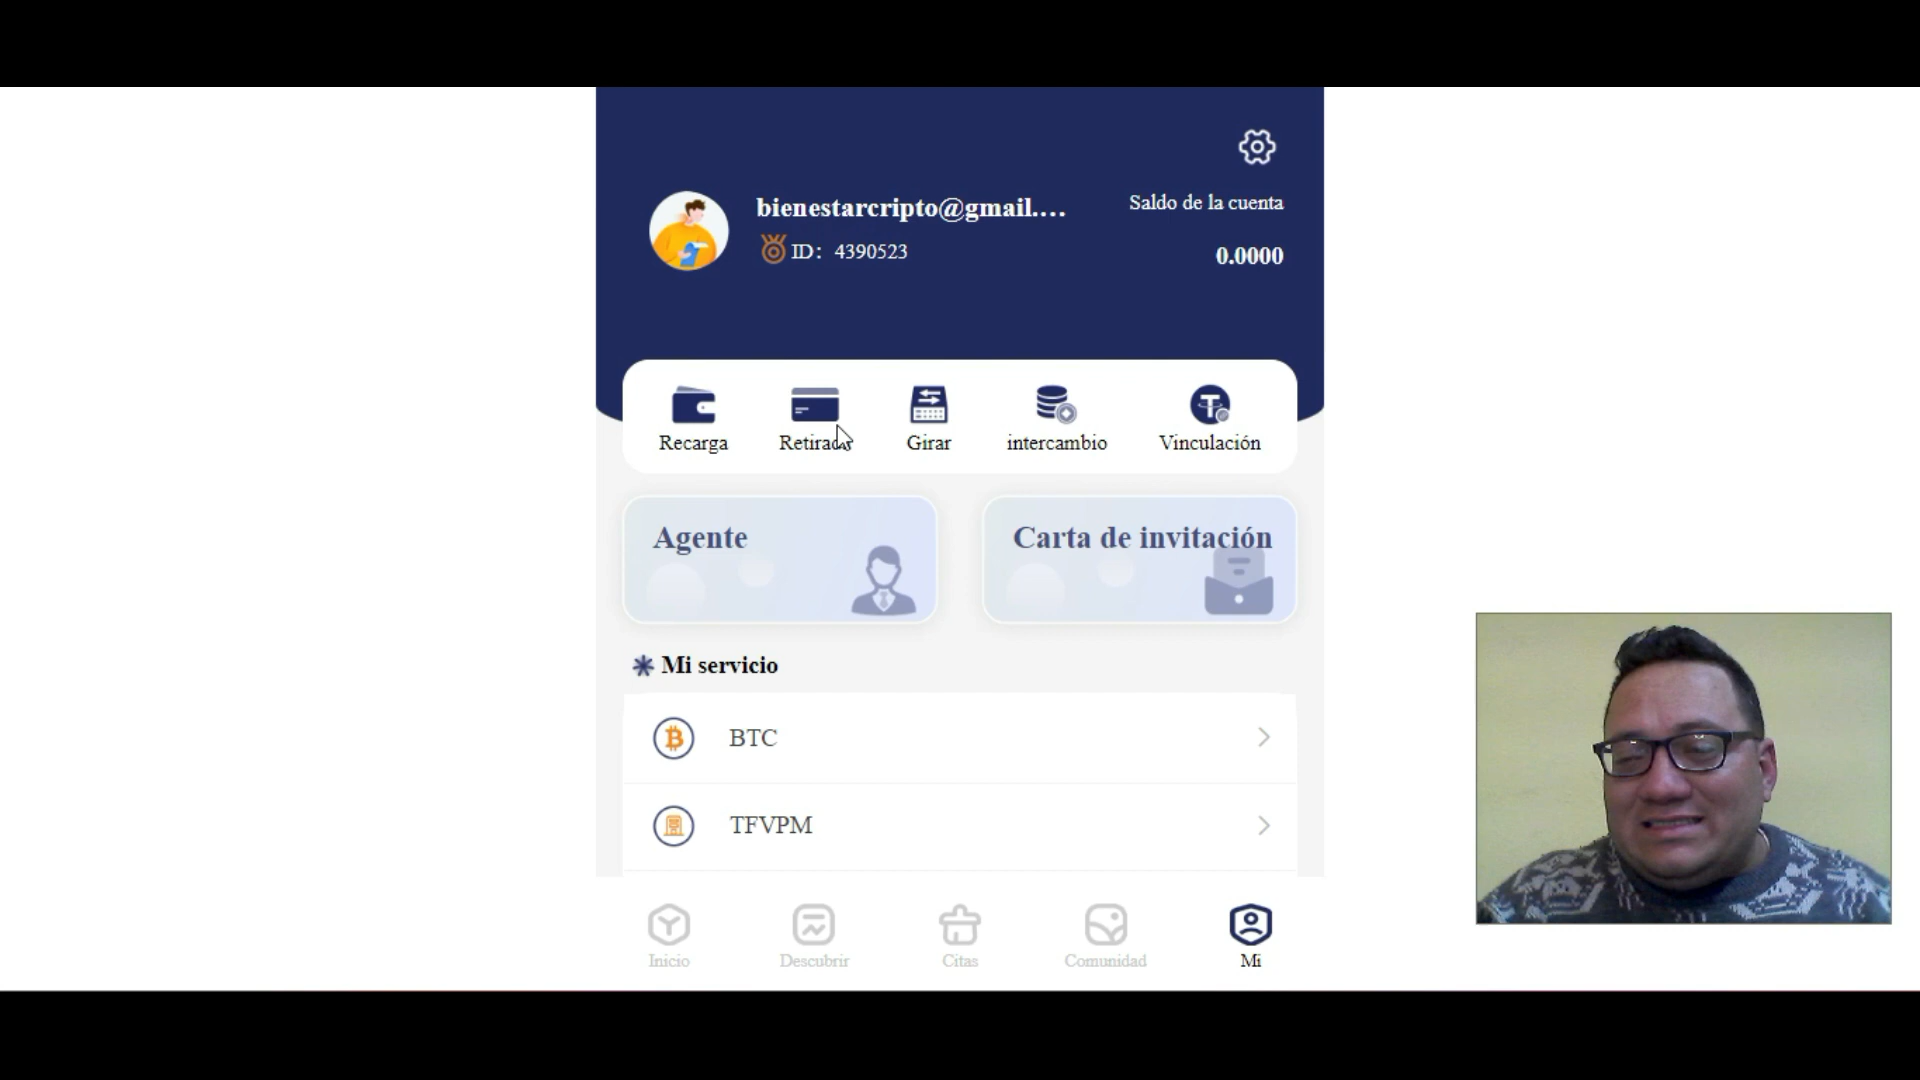 bienestarcripto@gmail....
ID: 4390523
Saldo de la cuenta
0.0000
Recarga
Retirado
Girar
intercambio
Vinculación
Agente
Carta de invitación
Mi servicio
BTC
TFVPM
Inicio
Descubrir
Citas
Comunidad
Mi